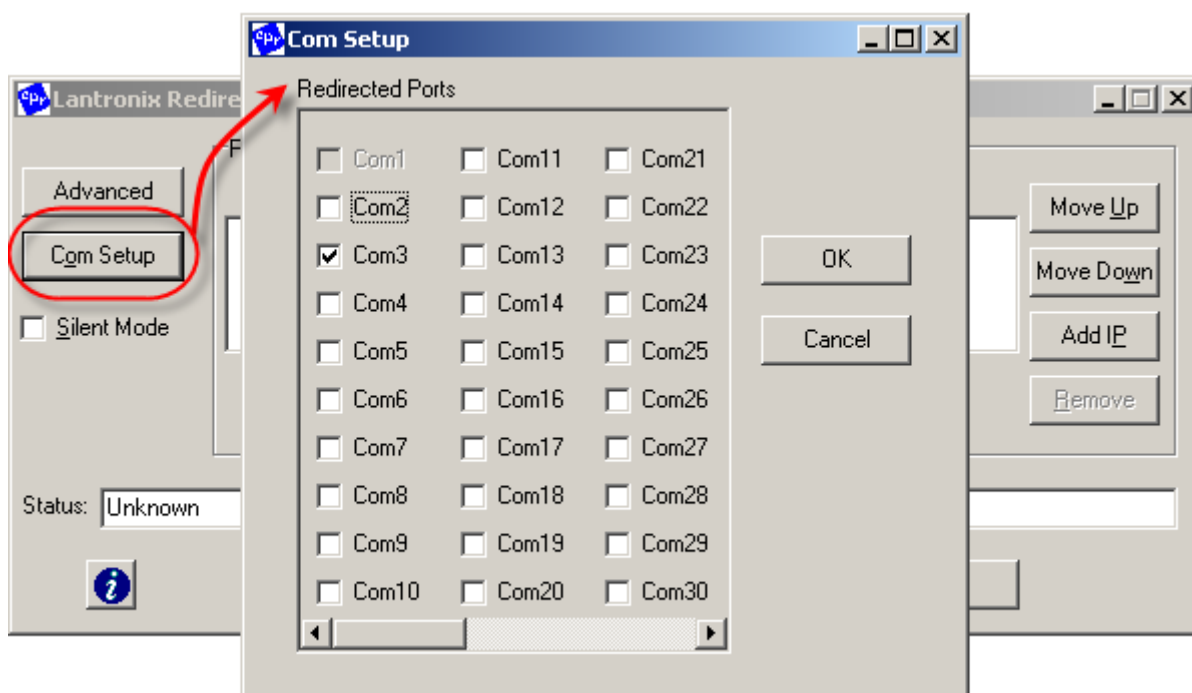 Com Setup
Redirected Ports
Com1 Com11 Com21
Com2 Com12 Com22
Com3 Com13 Com23
Com4 Com14 Com24
Com5 Com15 Com25
Com6 Com16 Com26
Com7 Com17 Com27
Com8 Com18 Com28
Com9 Com19 Com29
Com10 Com20 Com30
OK
Cancel
Lantronix Redire
Advanced
Com Setup
Silent Mode
Move Up
Move Down
Add IP
Remove
Status: Unknown